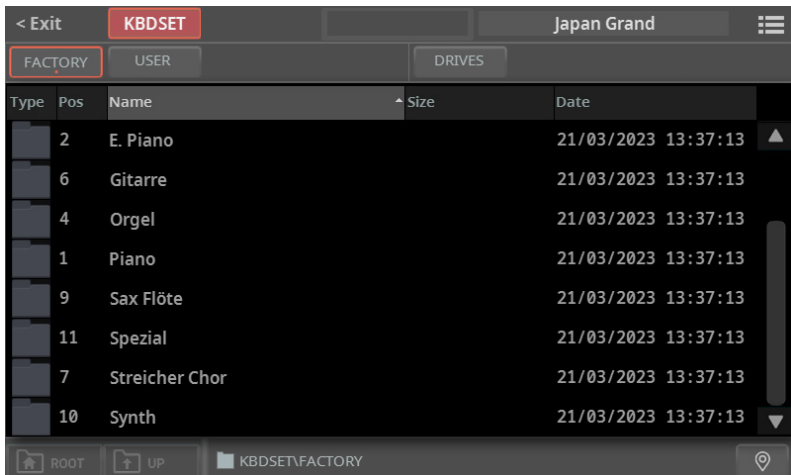 < Exit KBDSET Japan Grand
FACTORY USER DRIVES
Type Pos Name Size Date
2 E. Piano 21/03/2023 13:37:13
6 Gitarre 21/03/2023 13:37:13
4 Orgel 21/03/2023 13:37:13
1 Piano 21/03/2023 13:37:13
9 Sax Flöte 21/03/2023 13:37:13
11 Spezial 21/03/2023 13:37:13
7 Streicher Chor 21/03/2023 13:37:13
10 Synth 21/03/2023 13:37:13
ROOT UP KBDSET\FACTORY